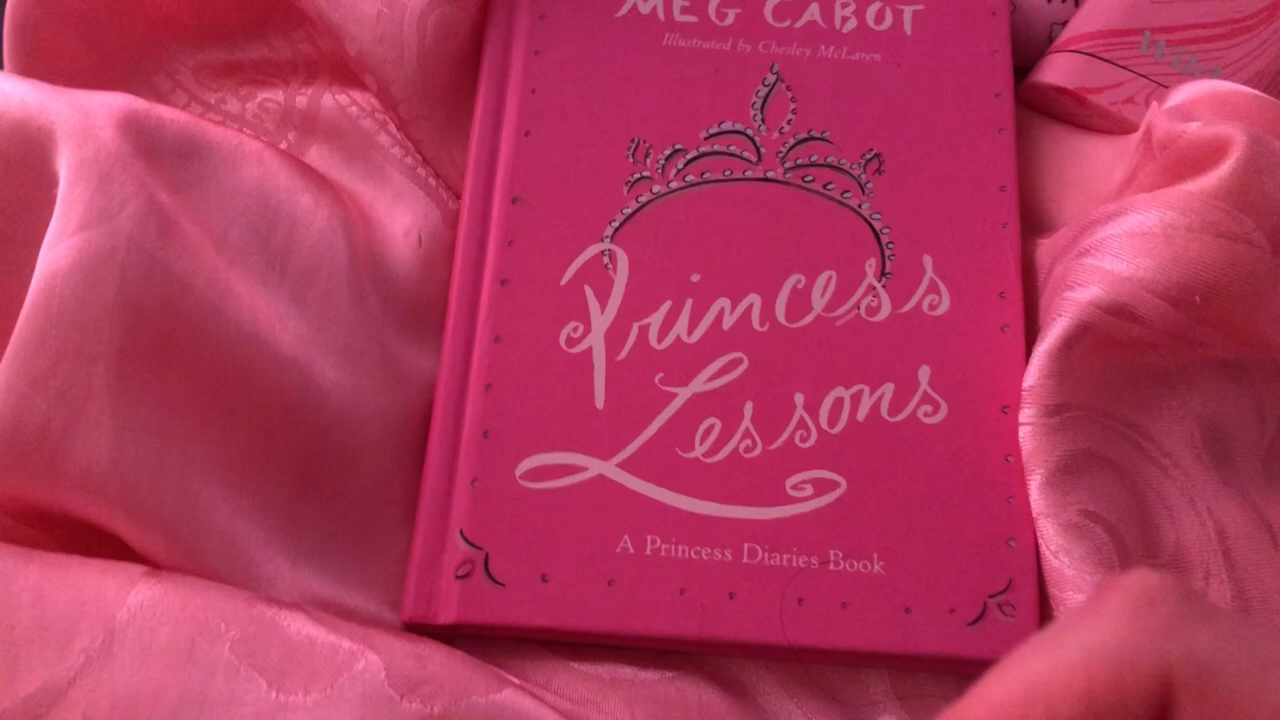 MEG CABOT
Illustrated by Chesley McLaren
Princess
Lessons
A Princess Diaries Book